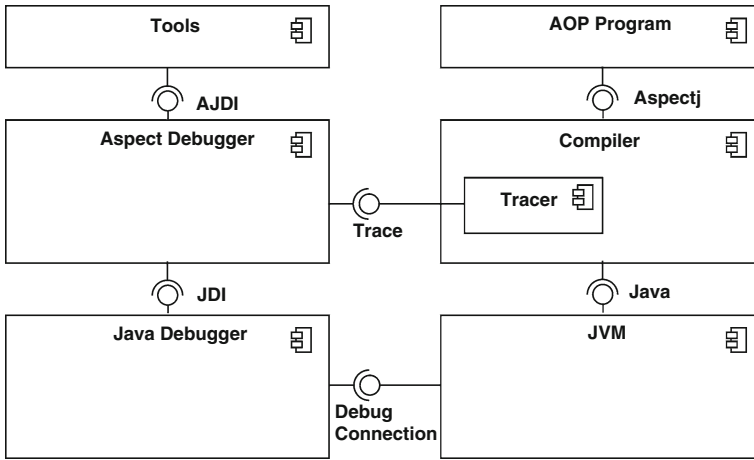 Tools
AOP Program
AJDI
Aspectj
Aspect Debugger
Compiler
Tracer
Trace
JDI
Java
Java Debugger
JVM
Debug
Connection